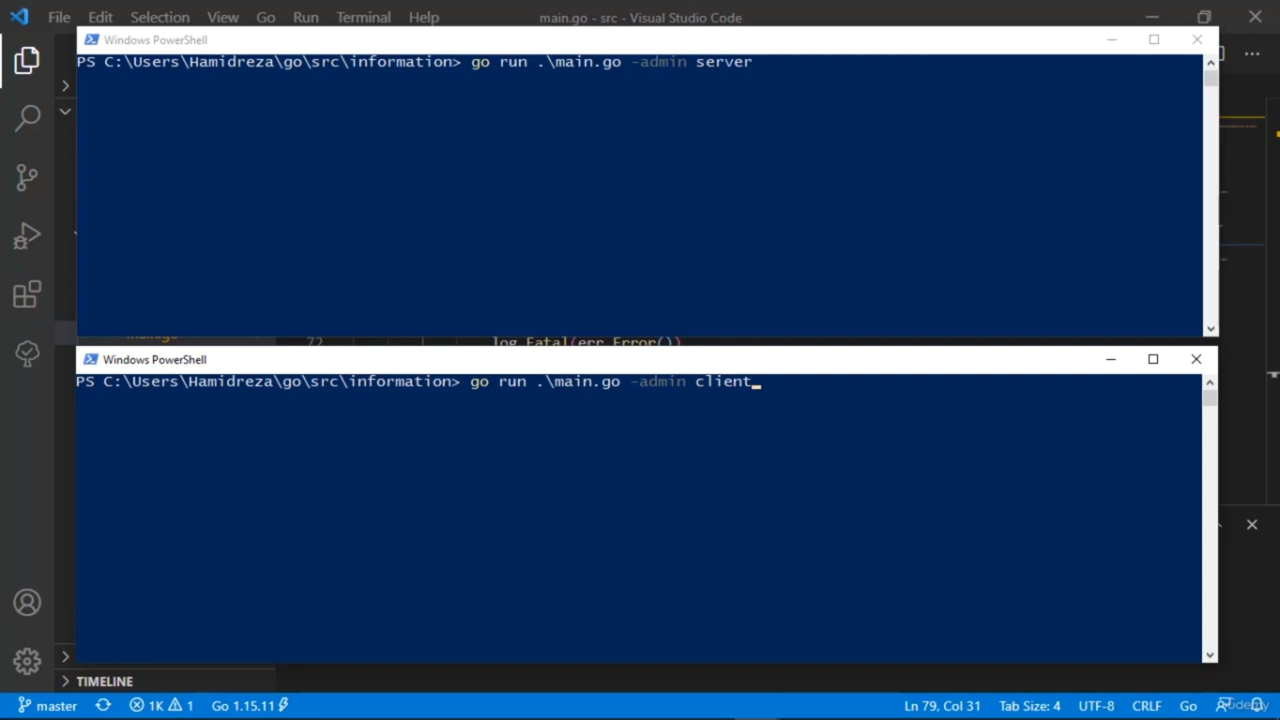 File Edit Selection View Go Run Terminal Help
main.go - src - Visual Studio Code
Windows PowerShell
PS C:\Users\Hamidreza\go\src\information> go run .\main.go -admin server
72 log.Fatal(err.Error())
Windows PowerShell
PS C:\Users\Hamidreza\go\src\information> go run .\main.go -admin client
TIMELINE
master
1K
1
Go 1.15.11
Ln 79, Col 31
Tab Size: 4
UTF-8
CRLF
Go